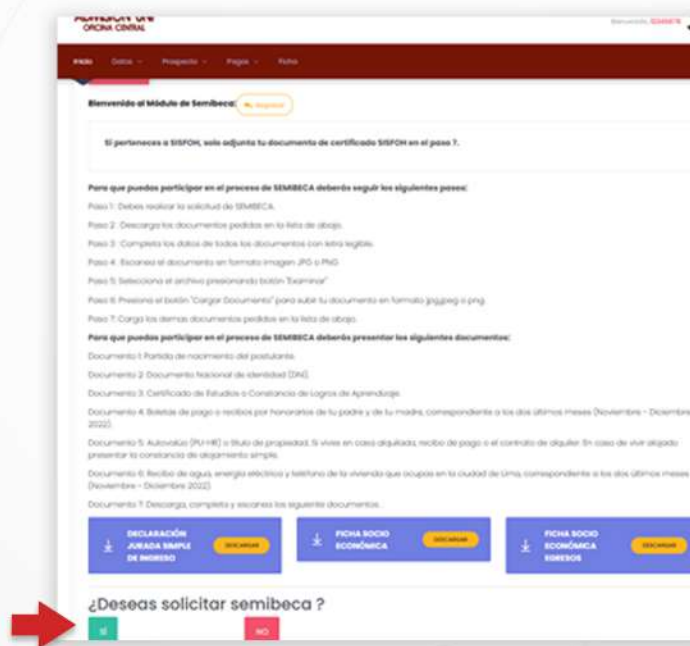 ADMISIÓN UNI
OFICINA CENTRAL
Bienvenido,
Inicio Datos Prospecto Pagos Ficha
Bienvenido al Módulo de Semibeca: Regresar
Si perteneces a SISFOH, solo adjunta tu documento de certificado SISFOH en el paso 7.
Para que puedas participar en el proceso de SEMIBECA deberás seguir los siguientes pasos:
Paso 1: Debes realizar la solicitud de SEMIBECA.
Paso 2: Descarga los documentos pedidos en la lista de abajo.
Paso 3: Completa los datos de todos los documentos con letra legible.
Paso 4: Escanea el documento en formato imagen JPG o PNG
Paso 5: Selecciona el archivo presionando botón "Examinar"
Paso 6: Presiona el botón "Cargar Documento" para subir tu documento en formato jpg,jpeg o png.
Paso 7: Carga los demas documentos pedidos en la lista de abajo.
Para que puedas participar en el proceso de SEMIBECA deberás presentar los siguientes documentos:
Documento 1: Partida de nacimiento del postulante.
Documento 2: Documento Nacional de Identidad (DNI).
Documento 3: Certificado de Estudios o Constancia de Logros de Aprendizaje.
Documento 4: Boletas de pago o recibos por honorarios de tu padre y de tu madre, correspondiente a los dos últimos meses (Noviembre - Diciembre
2022).
Documento 5: Autovalúo (PU-HR) o título de propiedad. Si vives en casa alquilada, recibo de pago o el contrato de alquiler. En caso de vivir alojado
presentar la constancia de alojamiento simple.
Documento 6: Recibo de agua, energía eléctrica y teléfono de la vivienda que ocupas en la ciudad de Lima, correspondiente a los dos últimos meses
(Noviembre - Diciembre 2022).
Documento 7: Descarga, completa y escanea los siguiente documentos.
DECLARACIÓN
JURADA SIMPLE
DE INGRESO
DESCARGAR
FICHA SOCIO
ECONÓMICA
DESCARGAR
FICHA SOCIO
ECONÓMICA
EGRESOS
DESCARGAR
¿Deseas solicitar semibeca ?
SÍ NO